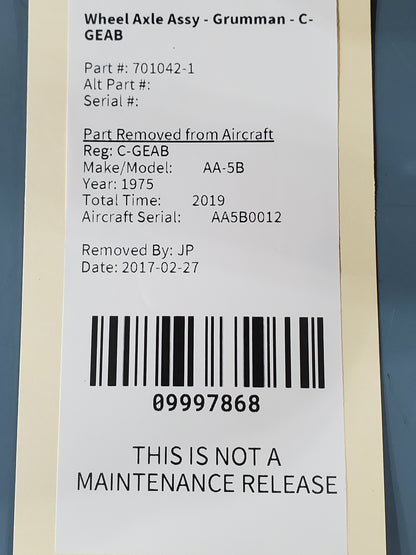 Wheel Axle Assy - Grumman - C-
GEAB
Part #: 701042-1
Alt Part #:
Serial #:
Part Removed from Aircraft
Reg: C-GEAB
Make/Model: AA-5B
Year: 1975
Total Time: 2019
Aircraft Serial: AA5B0012
Removed By: JP
Date: 2017-02-27
09997868
THIS IS NOT A
MAINTENANCE RELEASE